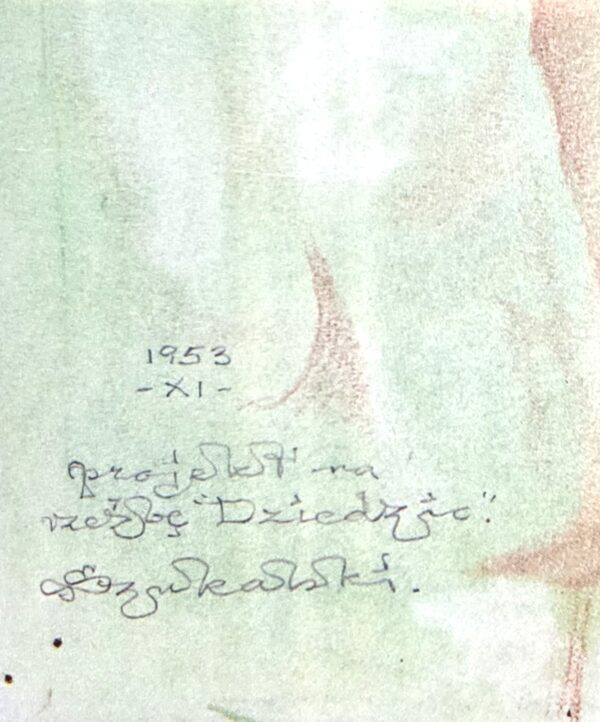 1953
-XI-
projekt na
rzeźbę "Dziedzic".
Szukalski.